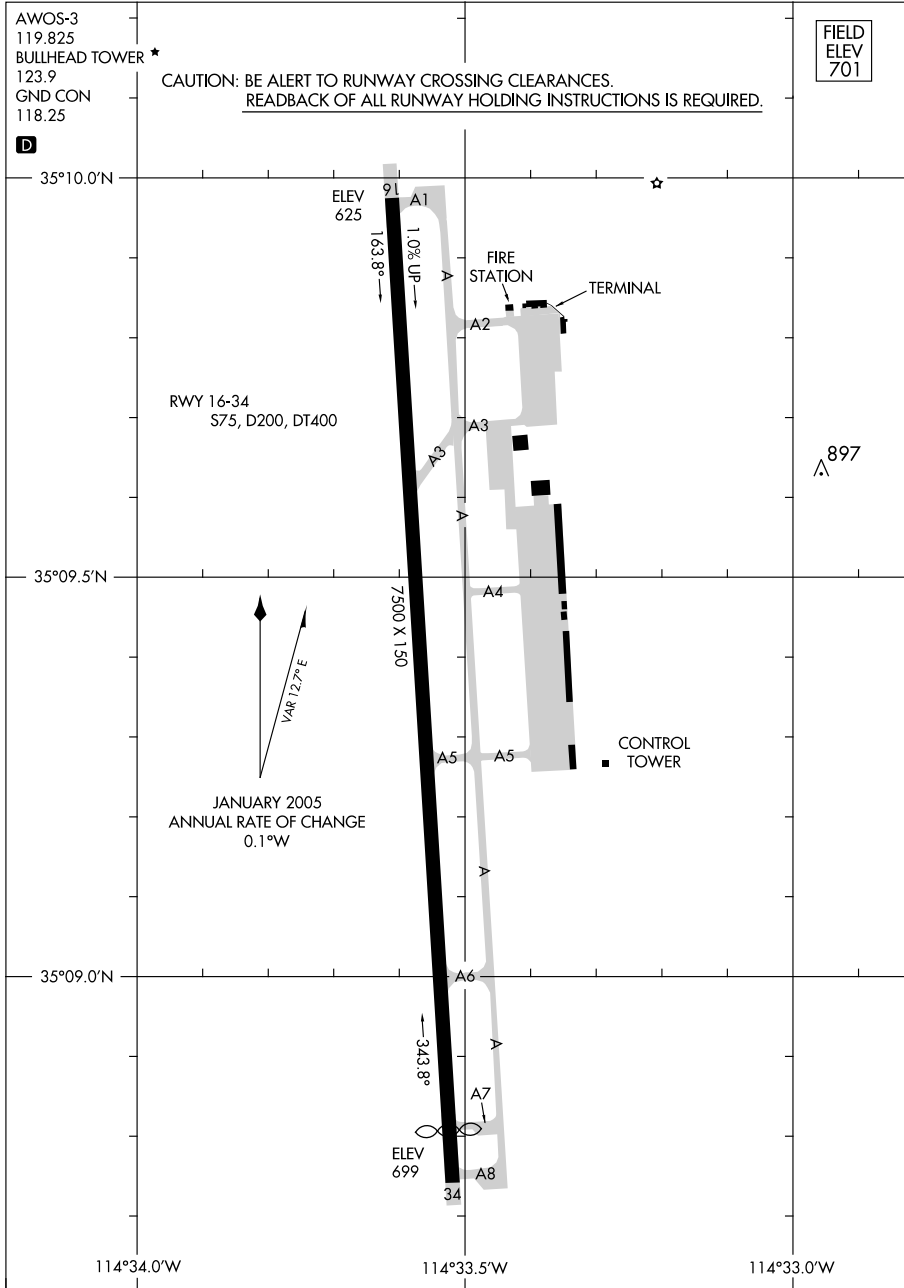 AWOS-3
119.825
BULLHEAD TOWER
123.9
GND CON
118.25
D
CAUTION: BE ALERT TO RUNWAY CROSSING CLEARANCES.
READBACK OF ALL RUNWAY HOLDING INSTRUCTIONS IS REQUIRED.
FIELD
ELEV
701
35°10.0'N
ELEV
625
16
A1
163.8°
1.0% UP
A
FIRE
STATION
TERMINAL
A2
RWY 16-34
S75, D200, DT400
A3
A3
897
A
35°09.5'N
7500 X 150
A4
VAR 12.7° E
A5
A5
CONTROL
TOWER
JANUARY 2005
ANNUAL RATE OF CHANGE
0.1°W
A
35°09.0'N
A6
343.8°
A
A7
ELEV
699
A8
34
114°34.0'W
114°33.5'W
114°33.0'W